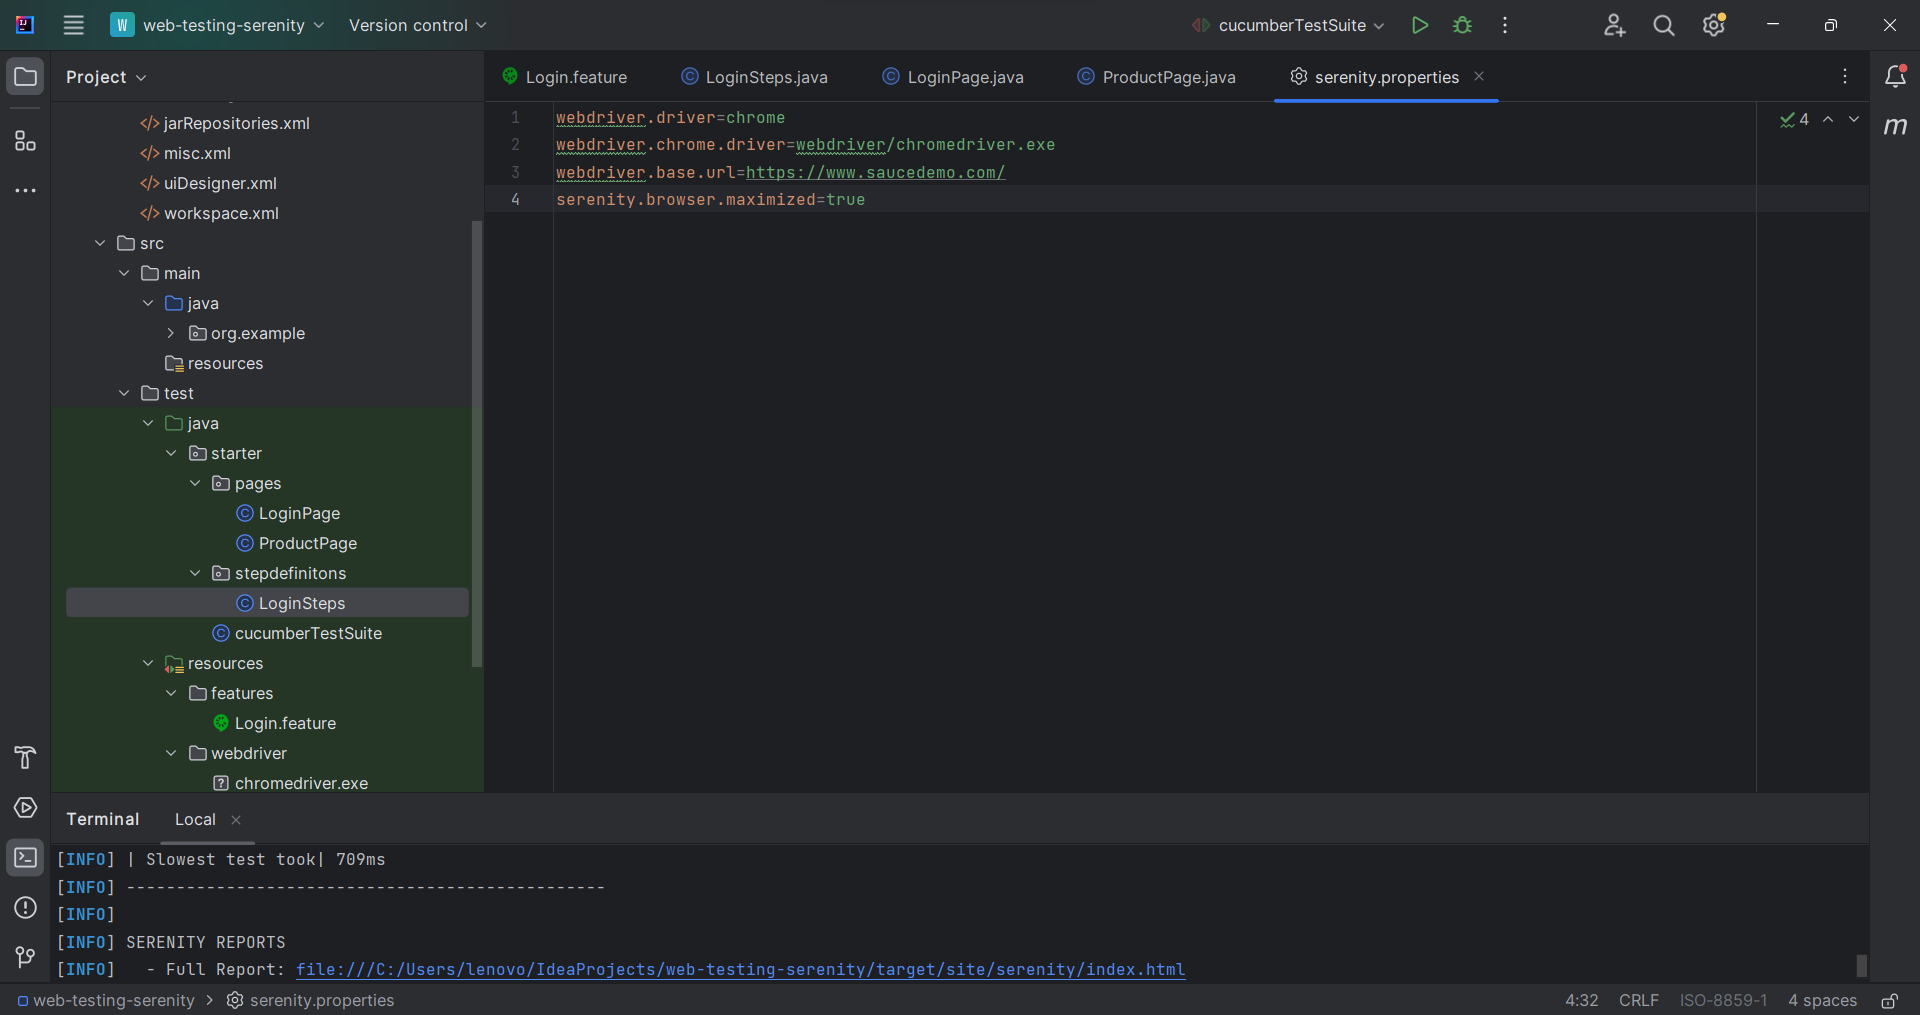 W web-testing-serenity Version control cucumberTestSuite
Project
Login.feature LoginSteps.java LoginPage.java ProductPage.java serenity.properties
jarRepositories.xml
misc.xml
uiDesigner.xml
workspace.xml
src
main
java
org.example
resources
test
java
starter
pages
LoginPage
ProductPage
stepdefinitons
LoginSteps
cucumberTestSuite
resources
features
Login.feature
webdriver
chromedriver.exe
1 webdriver.driver=chrome
2 webdriver.chrome.driver=webdriver/chromedriver.exe
3 webdriver.base.url=https://www.saucedemo.com/
4 serenity.browser.maximized=true
4
m
Terminal Local
[INFO] | Slowest test took| 709ms
[INFO] ------------------------------------------------
[INFO]
[INFO] SERENITY REPORTS
[INFO]   - Full Report: file:///C:/Users/lenovo/IdeaProjects/web-testing-serenity/target/site/serenity/index.html
web-testing-serenity > serenity.properties 4:32 CRLF ISO-8859-1 4 spaces